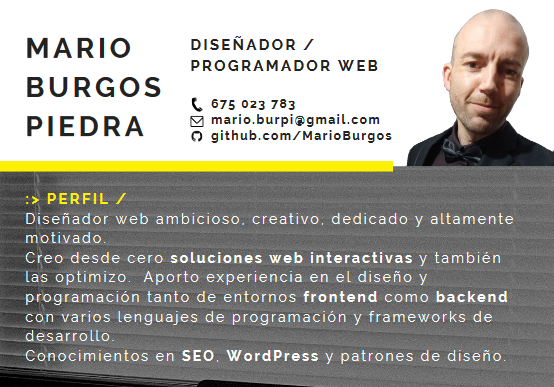 MARIO
BURGOS
PIEDRA
DISEÑADOR /
PROGRAMADOR WEB
675 023 783
mario.burpi@gmail.com
github.com/MarioBurgos
:> PERFIL /
Diseñador web ambicioso, creativo, dedicado y altamente
motivado.
Creo desde cero soluciones web interactivas y también
las optimizo. Aporto experiencia en el diseño y
programación tanto de entornos frontend como backend
con varios lenguajes de programación y frameworks de
desarrollo.
Conocimientos en SEO, WordPress y patrones de diseño.